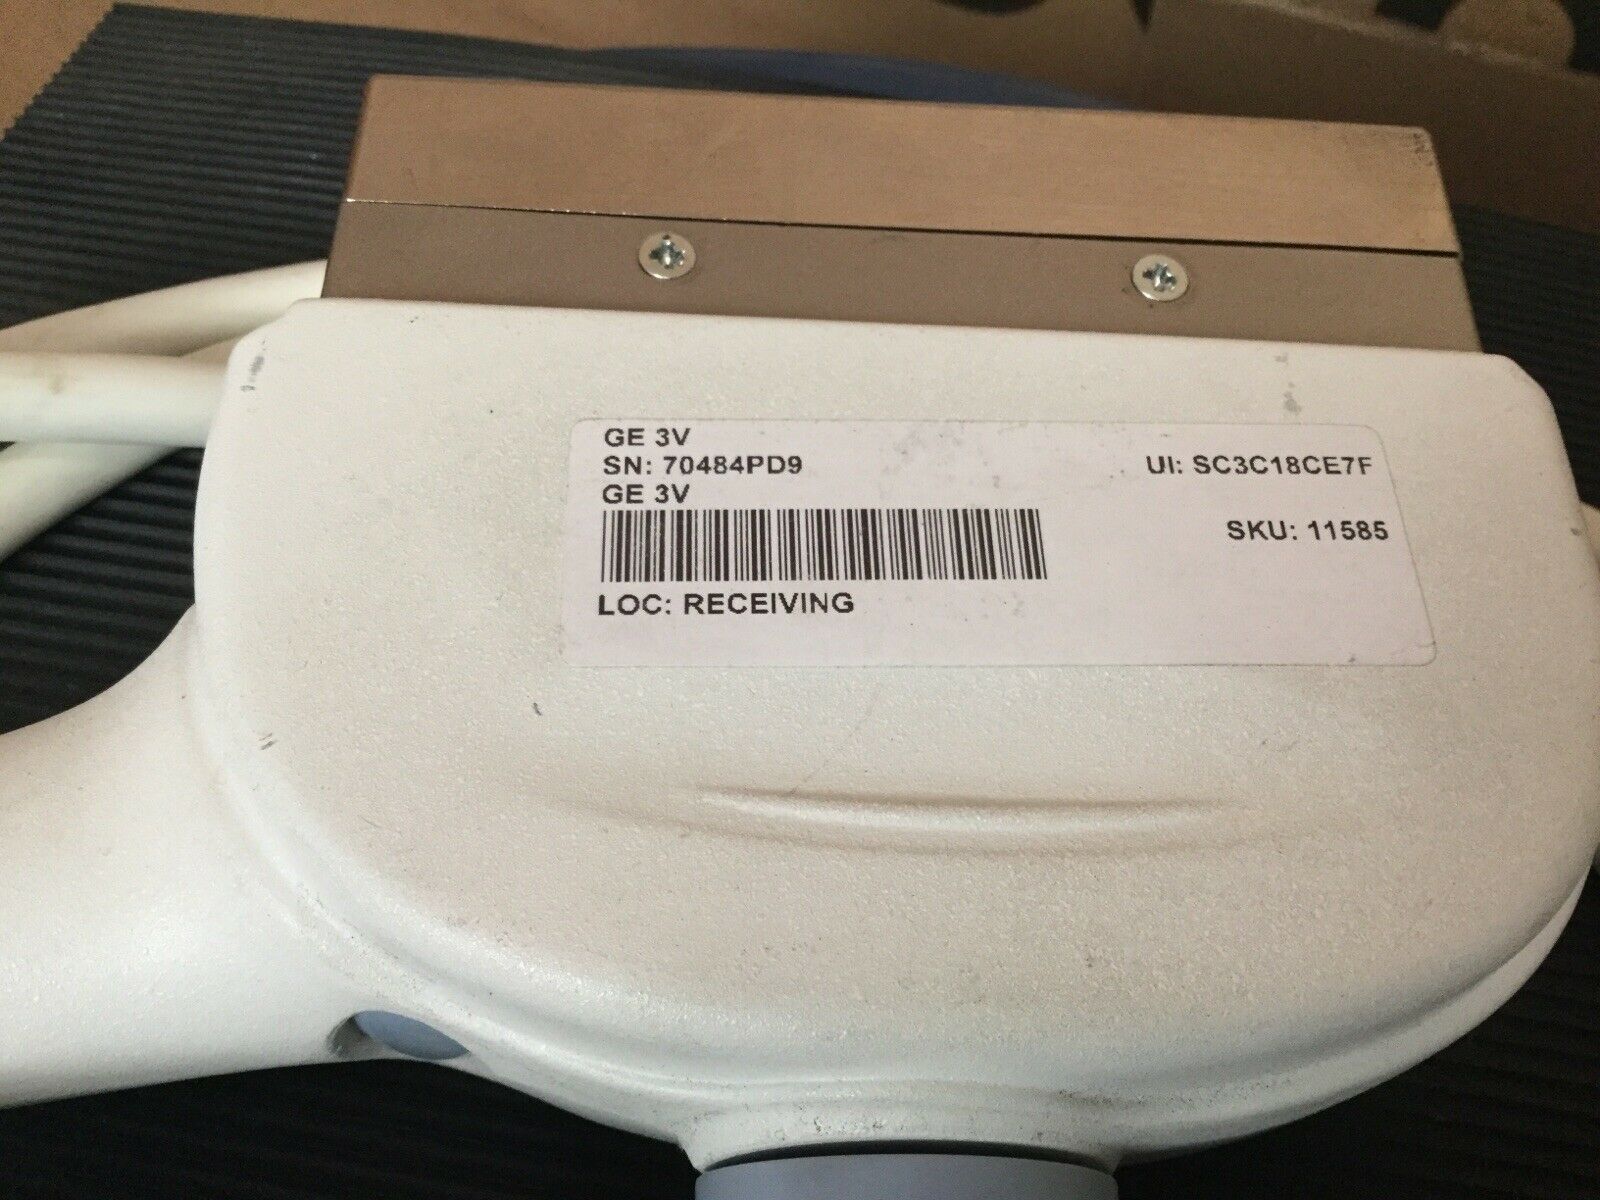 GE 3V
SN: 70484PD9
UI: SC3C18CE7F
GE 3V
SKU: 11585
LOC: RECEIVING